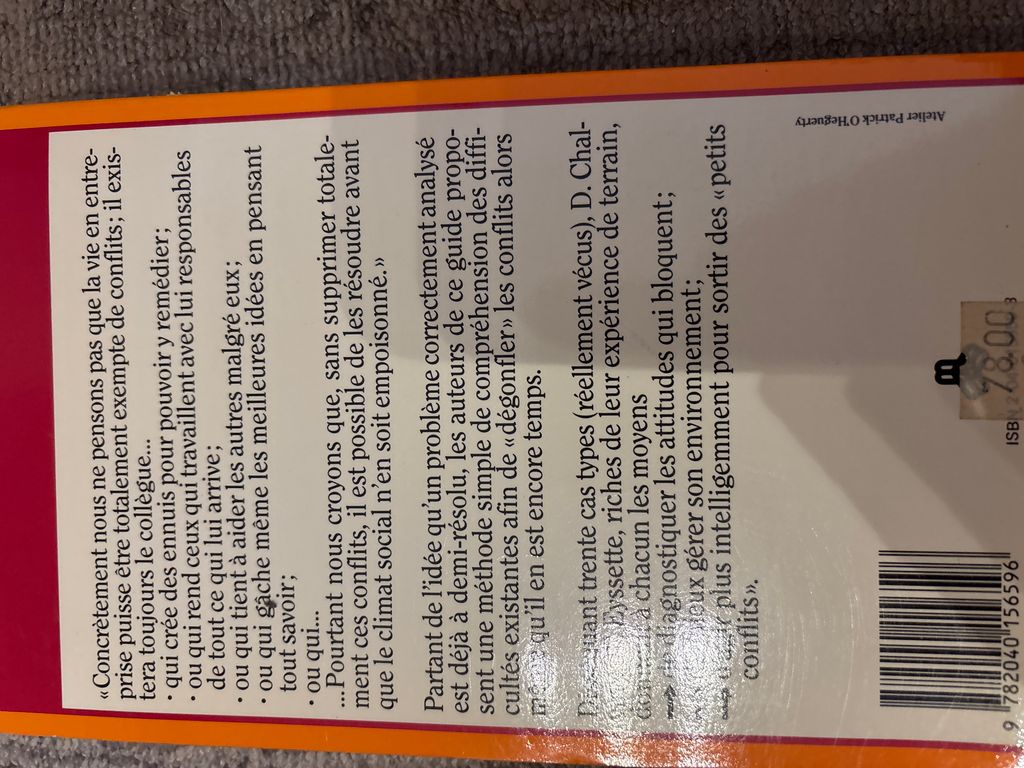 «Concrètement nous ne pensons pas que la vie en entre-
prise puisse être totalement exempte de conflits; il exis-
tera toujours le collègue...
· qui crée des ennuis pour pouvoir y remédier;
· ou qui rend ceux qui travaillent avec lui responsables
de tout ce qui lui arrive;
· ou qui tient à aider les autres malgré eux;
· ou qui gâche même les meilleures idées en pensant
tout savoir;
· ou qui...
...Pourtant nous croyons que, sans supprimer totale-
ment ces conflits, il est possible de les résoudre avant
que le climat social n'en soit empoisonné.»
Partant de l'idée qu'un problème correctement analysé
est déjà à demi-résolu, les auteurs de ce guide propo-
sent une méthode simple de compréhension des diffi-
cultés existantes afin de «dégonfler» les conflits alors
qu'il en est encore temps.
trente cas types (réellement vécus), D. Chal-
Eyssette, riches de leur expérience de terrain,
à chacun les moyens
diagnostiquer les attitudes qui bloquent;
gérer son environnement;
plus intelligemment pour sortir des «petits
conflits».
Atelier Patrick O'Heguerty
78.00
ISBN 2
3
9 782040 156596